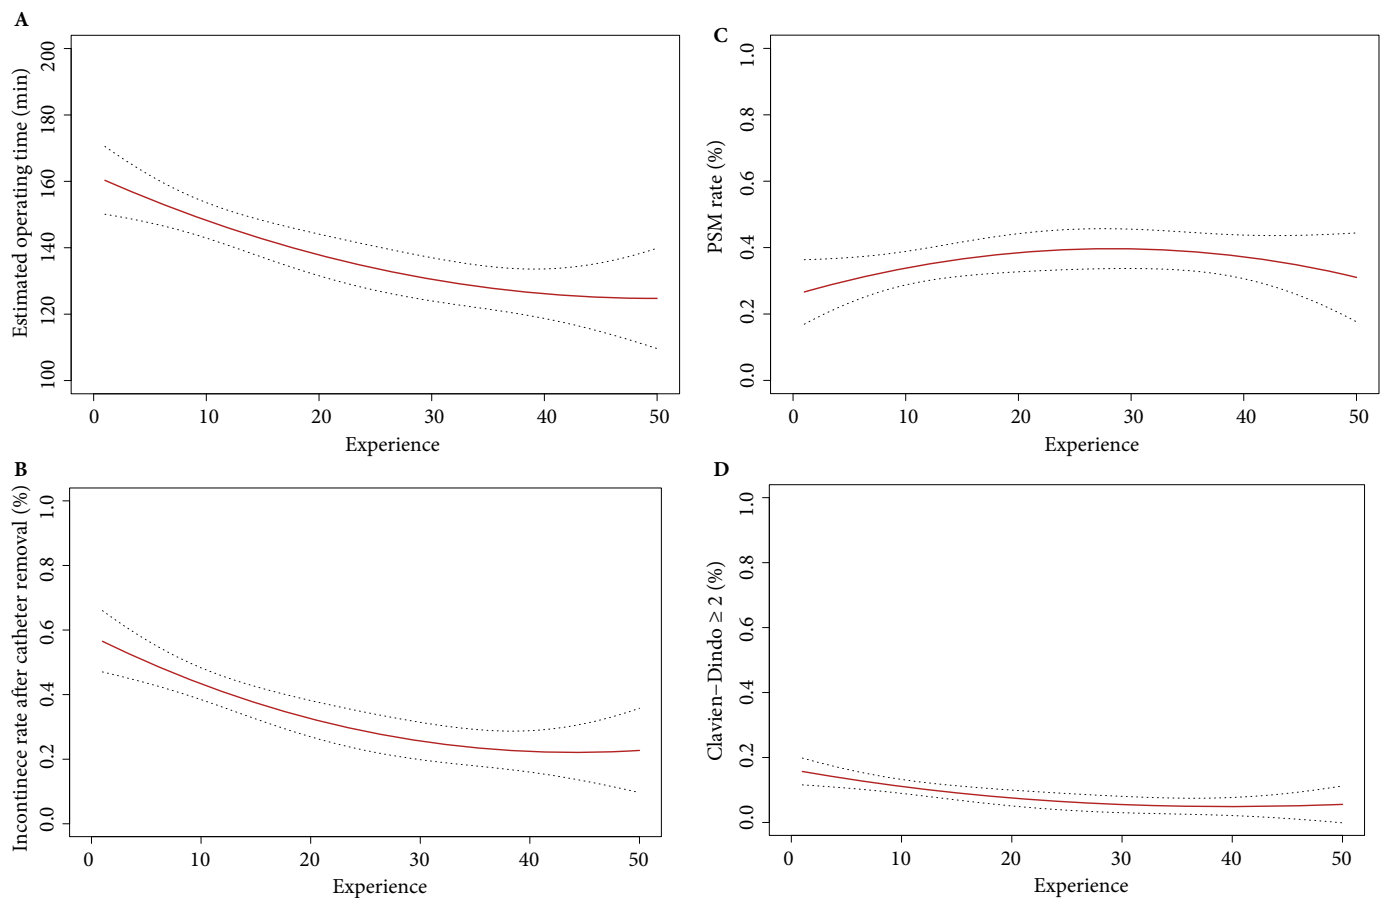 A
Estimated operating time (min)
200
180
160
140
120
100
0 10 20 30 40 50
Experience
B
Incontinece rate after catheter removal (%)
1.0
0.8
0.6
0.4
0.2
0.0
0 10 20 30 40 50
Experience
C
PSM rate (%)
1.0
0.8
0.6
0.4
0.2
0.0
0 10 20 30 40 50
Experience
D
Clavien–Dindo ≥ 2 (%)
1.0
0.8
0.6
0.4
0.2
0.0
0 10 20 30 40 50
Experience